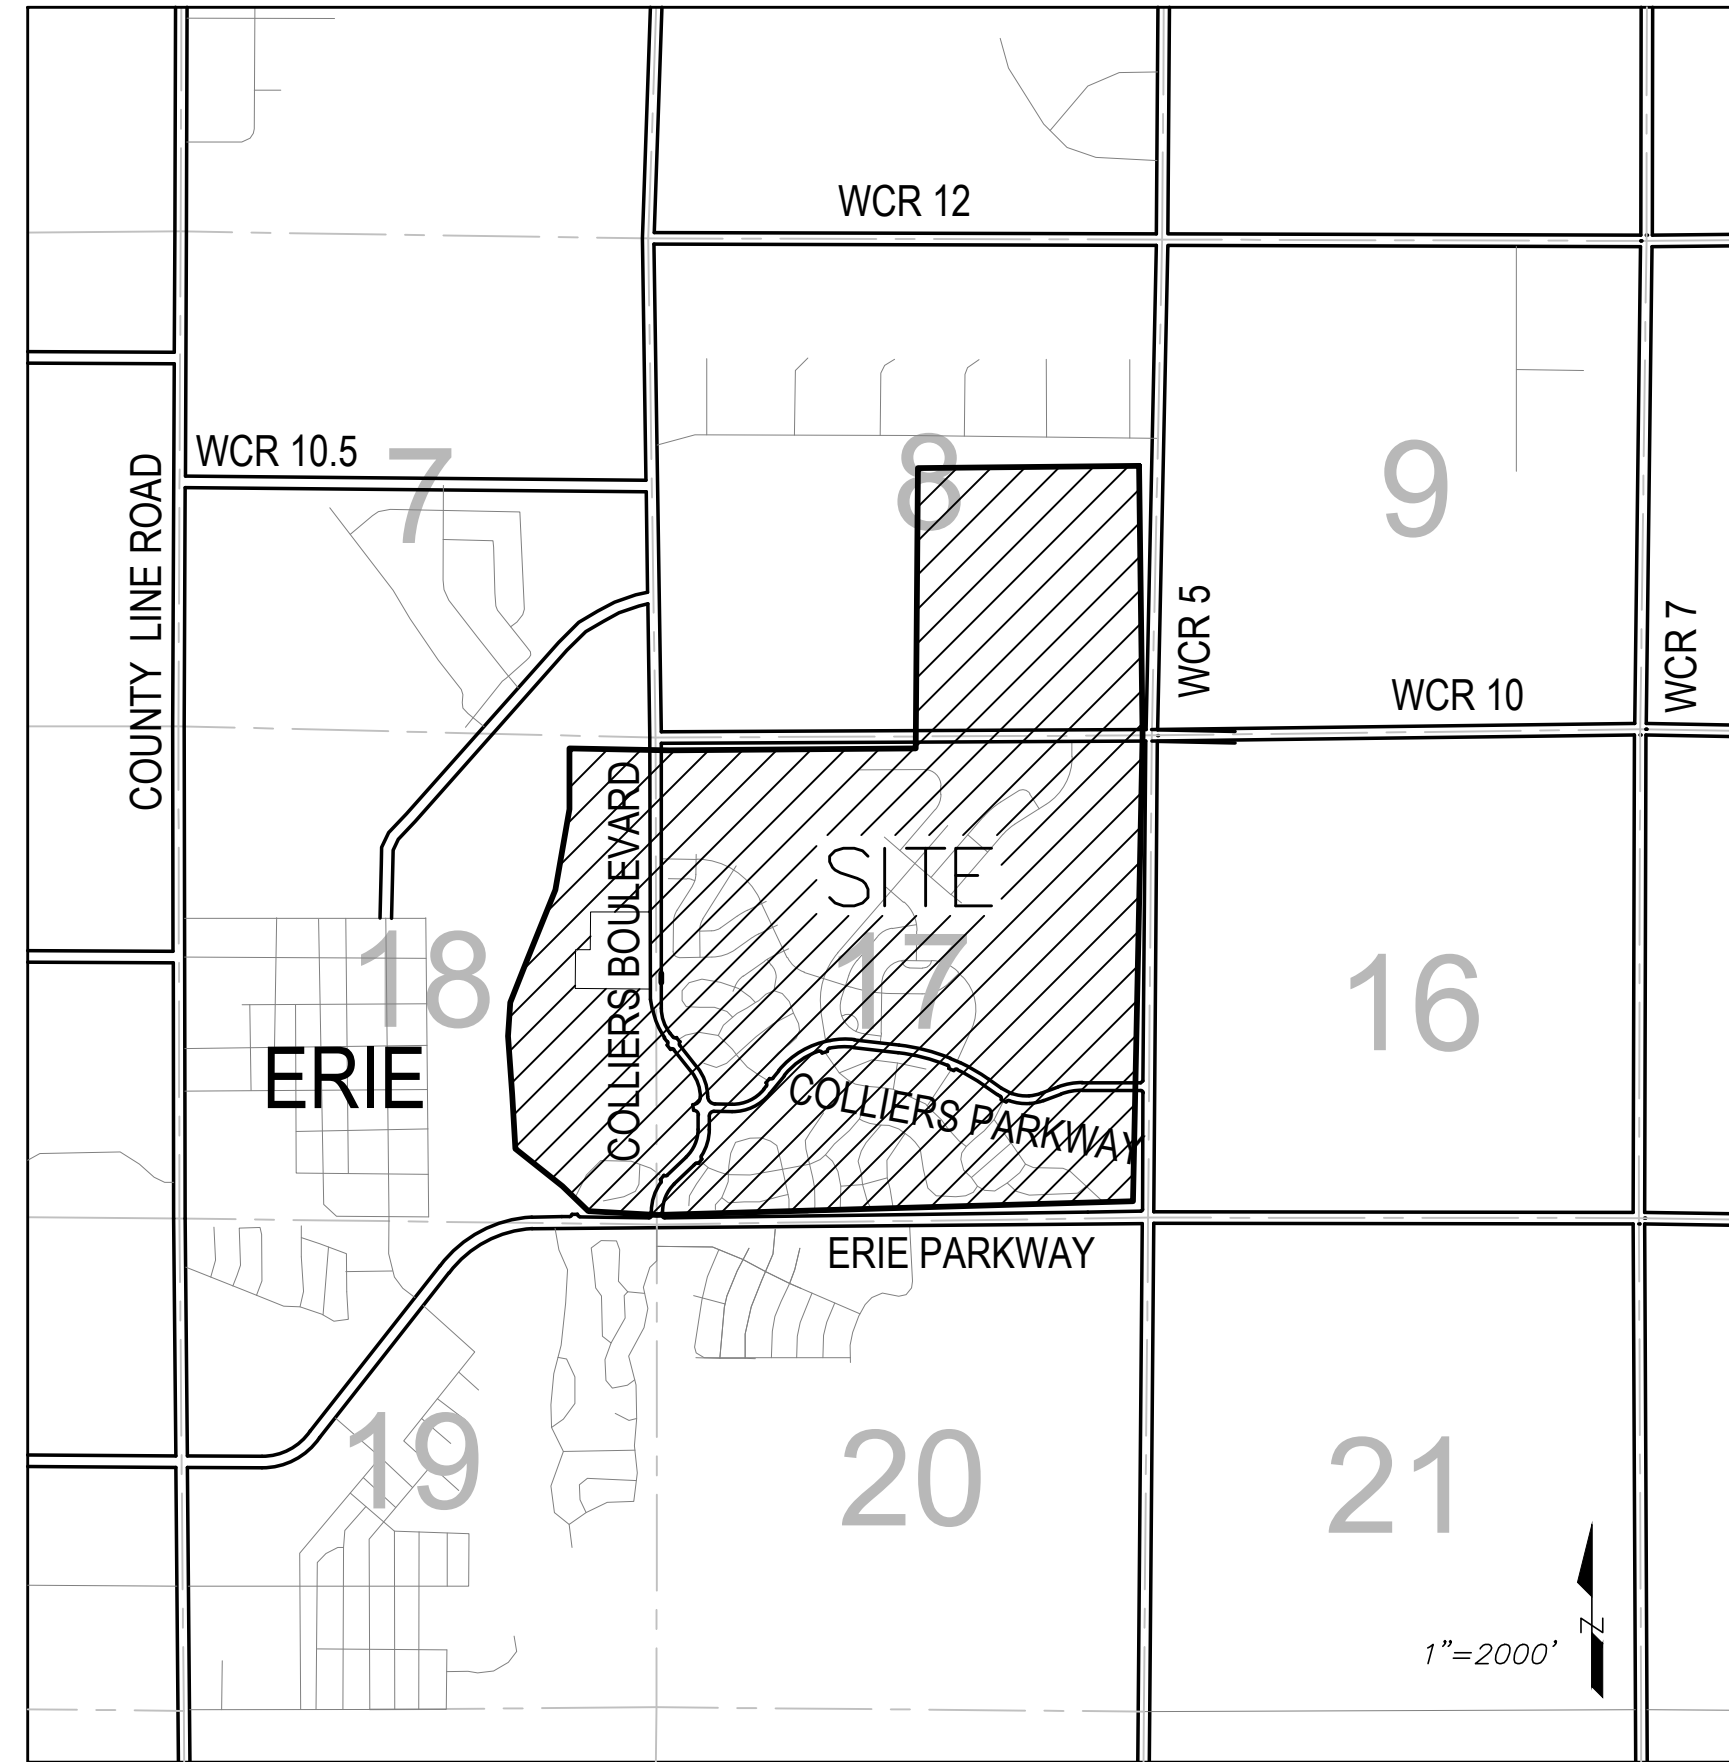 WCR 12
WCR 10.5
7
8
9
COUNTY LINE ROAD
WCR 5
WCR 7
WCR 10
COLLIERS BOULEVARD
SITE
18
17
16
ERIE
COLLIERS PARKWAY
ERIE PARKWAY
19
20
21
N
1"=2000'